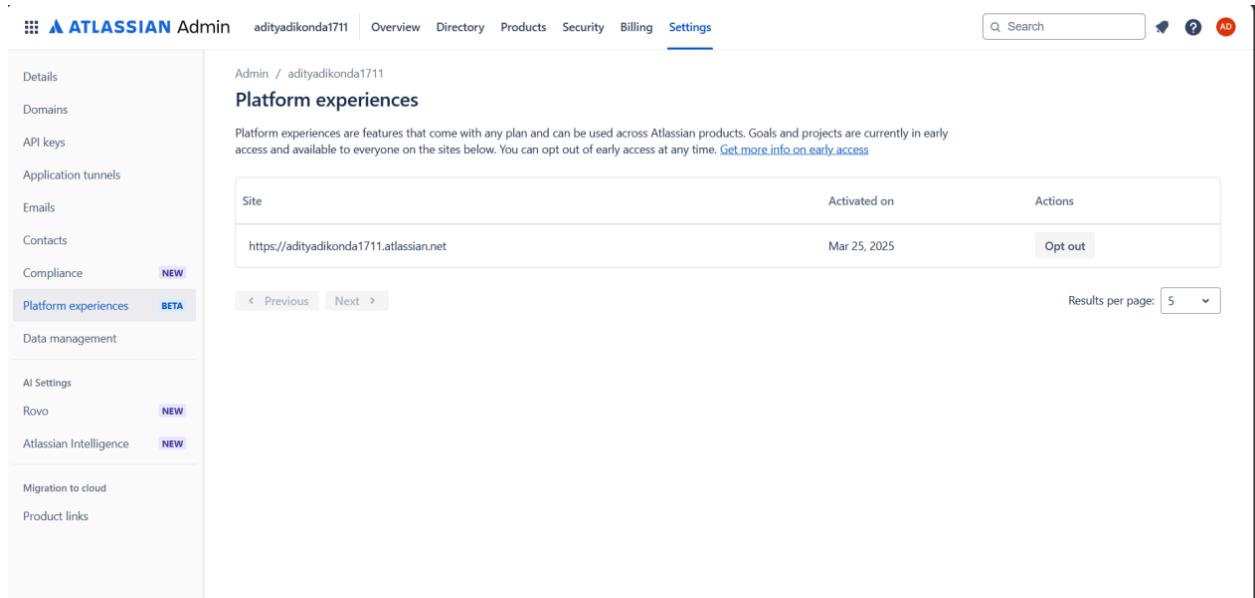 ATLASSIAN Admin adityadikonda1711 Overview Directory Products Security Billing Settings Search ? AD
Details
Domains
API keys
Application tunnels
Emails
Contacts
Compliance NEW
Platform experiences BETA
Data management
AI Settings
Rovo NEW
Atlassian Intelligence NEW
Migration to cloud
Product links
Admin / adityadikonda1711
Platform experiences
Platform experiences are features that come with any plan and can be used across Atlassian products. Goals and projects are currently in early
access and available to everyone on the sites below. You can opt out of early access at any time. Get more info on early access
Site Activated on Actions
https://adityadikonda1711.atlassian.net Mar 25, 2025 Opt out
< Previous Next > Results per page: 5